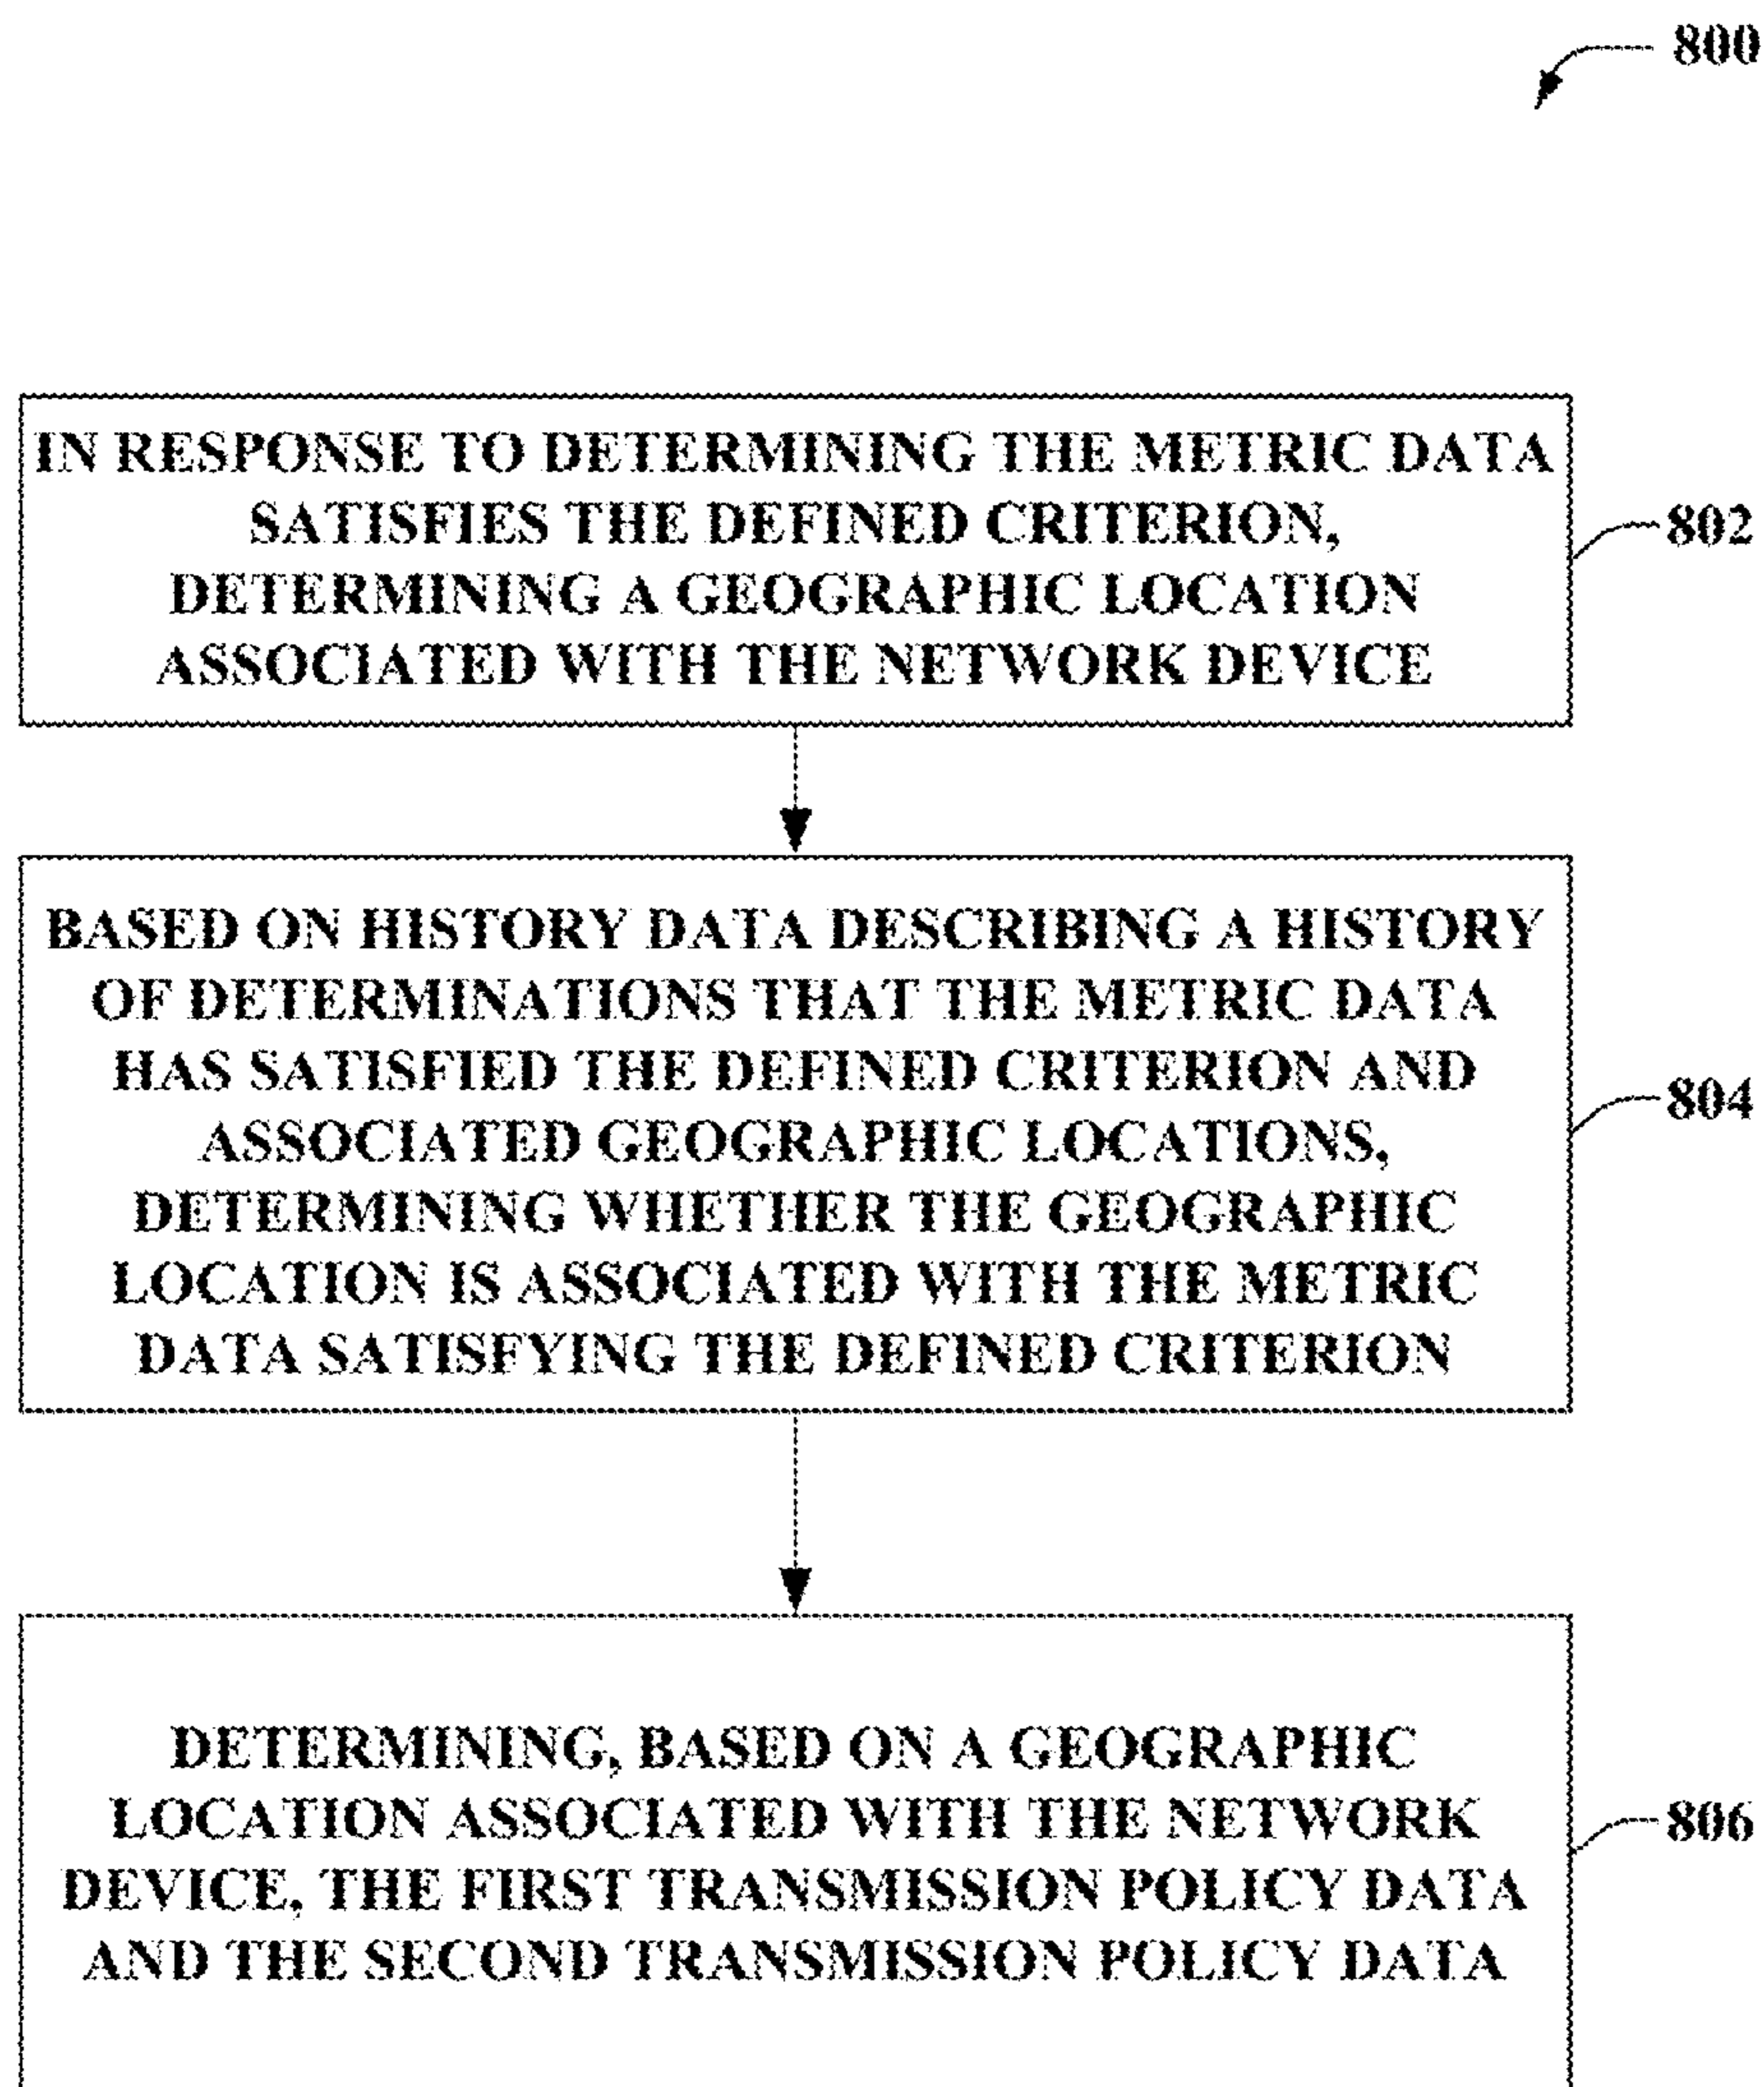 800
IN RESPONSE TO DETERMINING THE METRIC DATA
SATISFIES THE DEFINED CRITERION,
DETERMINING A GEOGRAPHIC LOCATION
ASSOCIATED WITH THE NETWORK DEVICE
802
BASED ON HISTORY DATA DESCRIBING A HISTORY
OF DETERMINATIONS THAT THE METRIC DATA
HAS SATISFIED THE DEFINED CRITERION AND
ASSOCIATED GEOGRAPHIC LOCATIONS,
DETERMINING WHETHER THE GEOGRAPHIC
LOCATION IS ASSOCIATED WITH THE METRIC
DATA SATISFYING THE DEFINED CRITERION
804
DETERMINING, BASED ON A GEOGRAPHIC
LOCATION ASSOCIATED WITH THE NETWORK
DEVICE, THE FIRST TRANSMISSION POLICY DATA
AND THE SECOND TRANSMISSION POLICY DATA
806